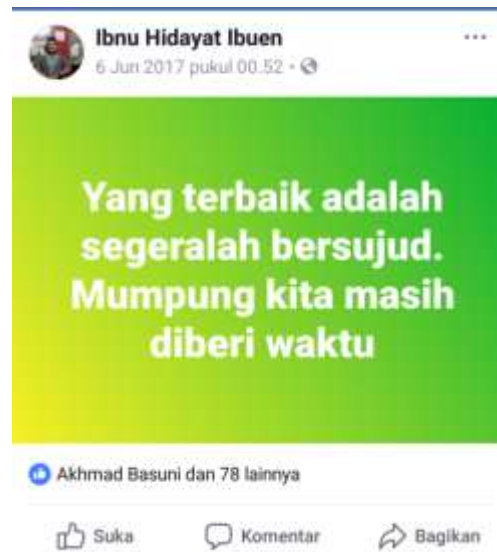 Ibnu Hidayat Ibuen
6 Jun 2017 pukul 00.52 •
Yang terbaik adalah
segeralah bersujud.
Mumpung kita masih
diberi waktu
Akhmad Basuni dan 78 lainnya
Suka Komentar Bagikan